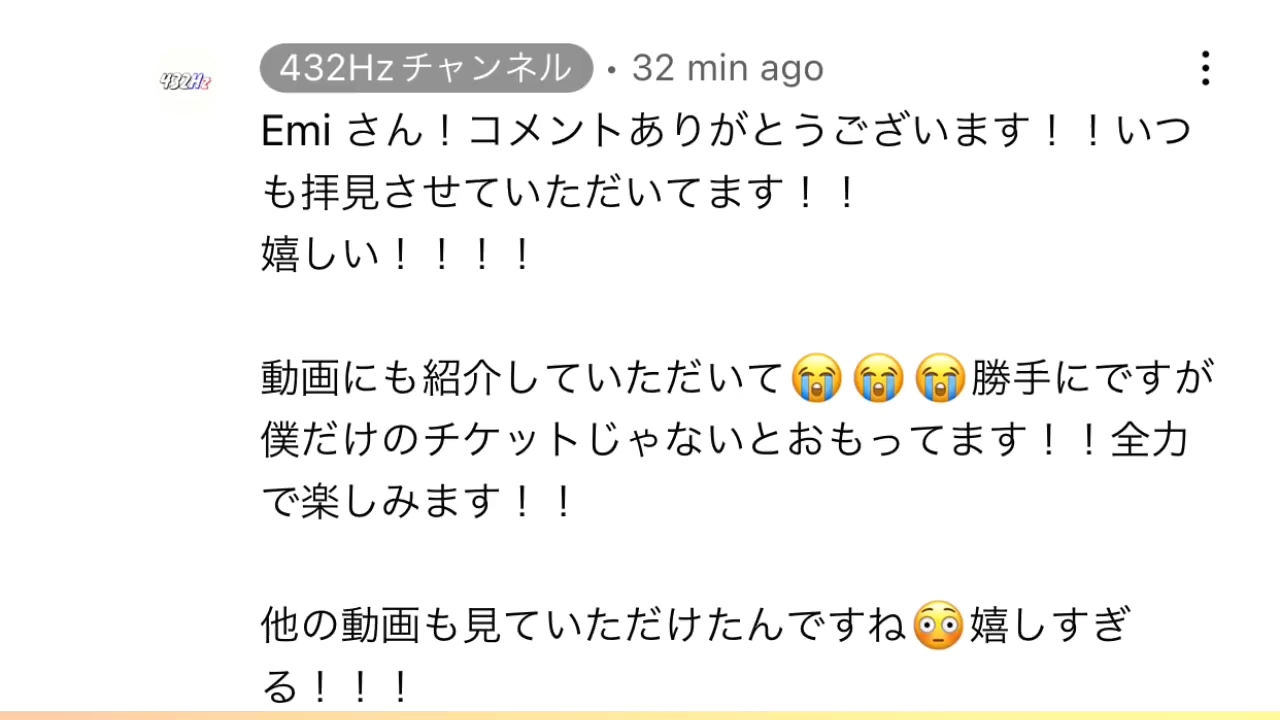 432Hz
432Hzチャンネル・32 min ago
Emi さん！コメントありがとうございます！！いつ
も拝見させていただいてます！！
嬉しい！！！！
動画にも紹介していただいて😭😭😭勝手にですが
僕だけのチケットじゃないとおもってます！！全力
で楽しみます！！
他の動画も見ていただけたんですね😳嬉しすぎ
る！！！